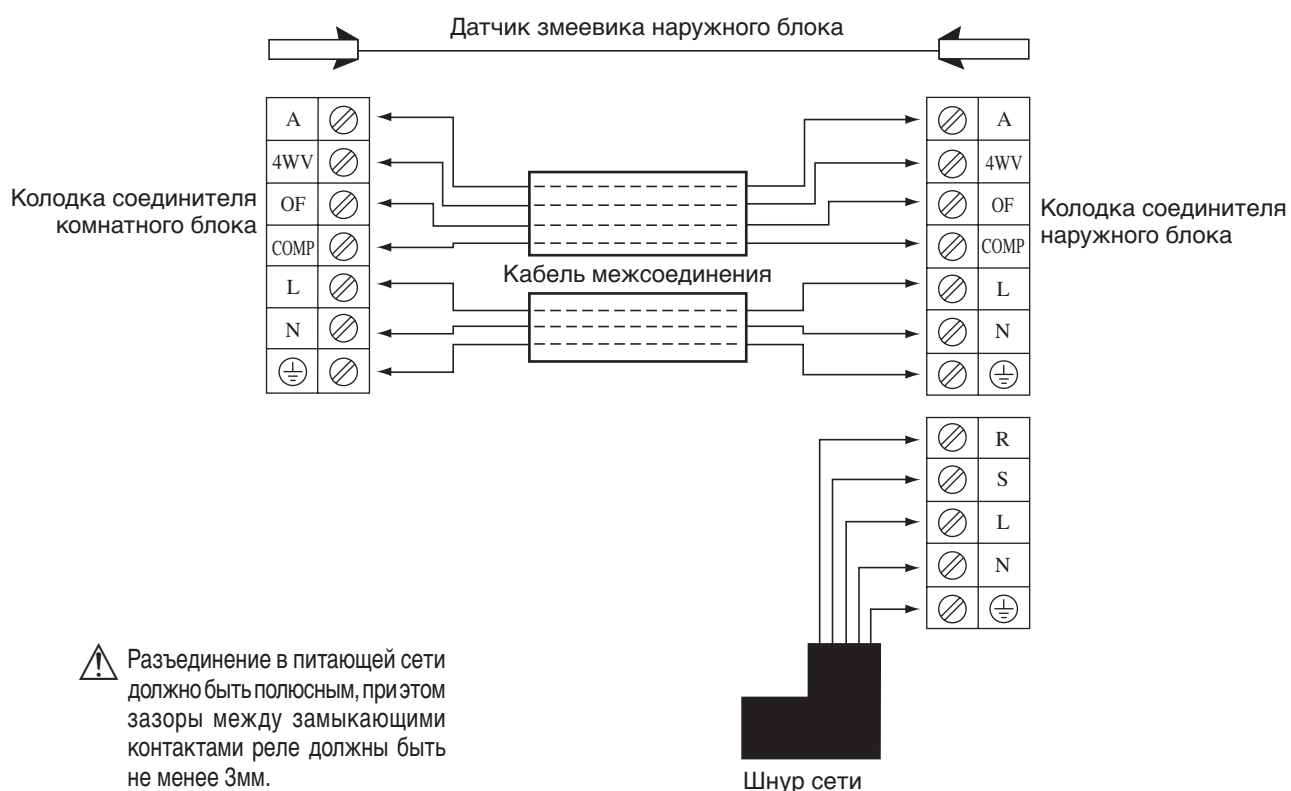 Датчик змеевика наружного блока
A
4WV
OF
COMP
L
N
Колодка соединителя
комнатного блока
Кабель межсоединения
A
4WV
OF
COMP
L
N
Колодка соединителя
наружного блока
R
S
L
N
Разъединение в питающей сети
должно быть полюсным, при этом
зазоры между замыкающими
контактами реле должны быть
не менее 3мм.
Шнур сети